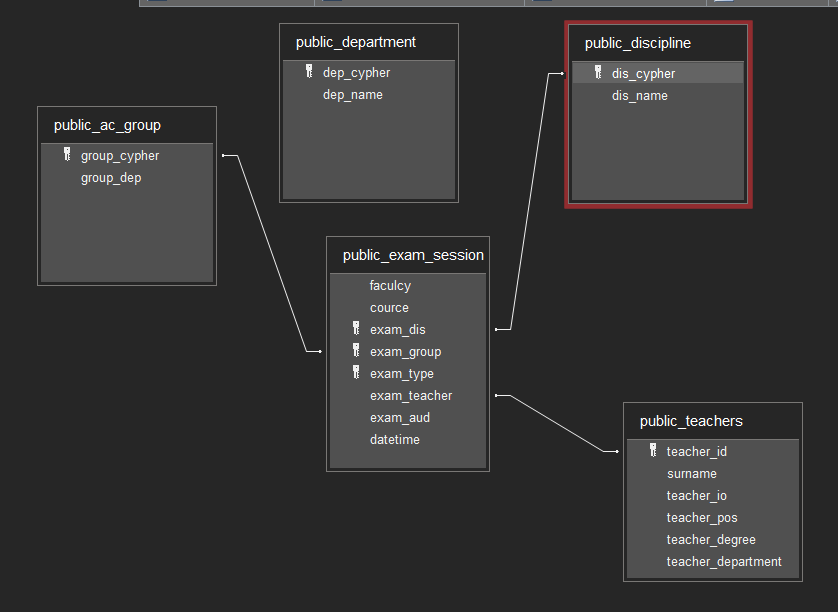 public_department
dep_cypher
dep_name
public_discipline
dis_cypher
dis_name
public_ac_group
group_cypher
group_dep
public_exam_session
faculcy
cource
exam_dis
exam_group
exam_type
exam_teacher
exam_aud
datetime
public_teachers
teacher_id
surname
teacher_io
teacher_pos
teacher_degree
teacher_department